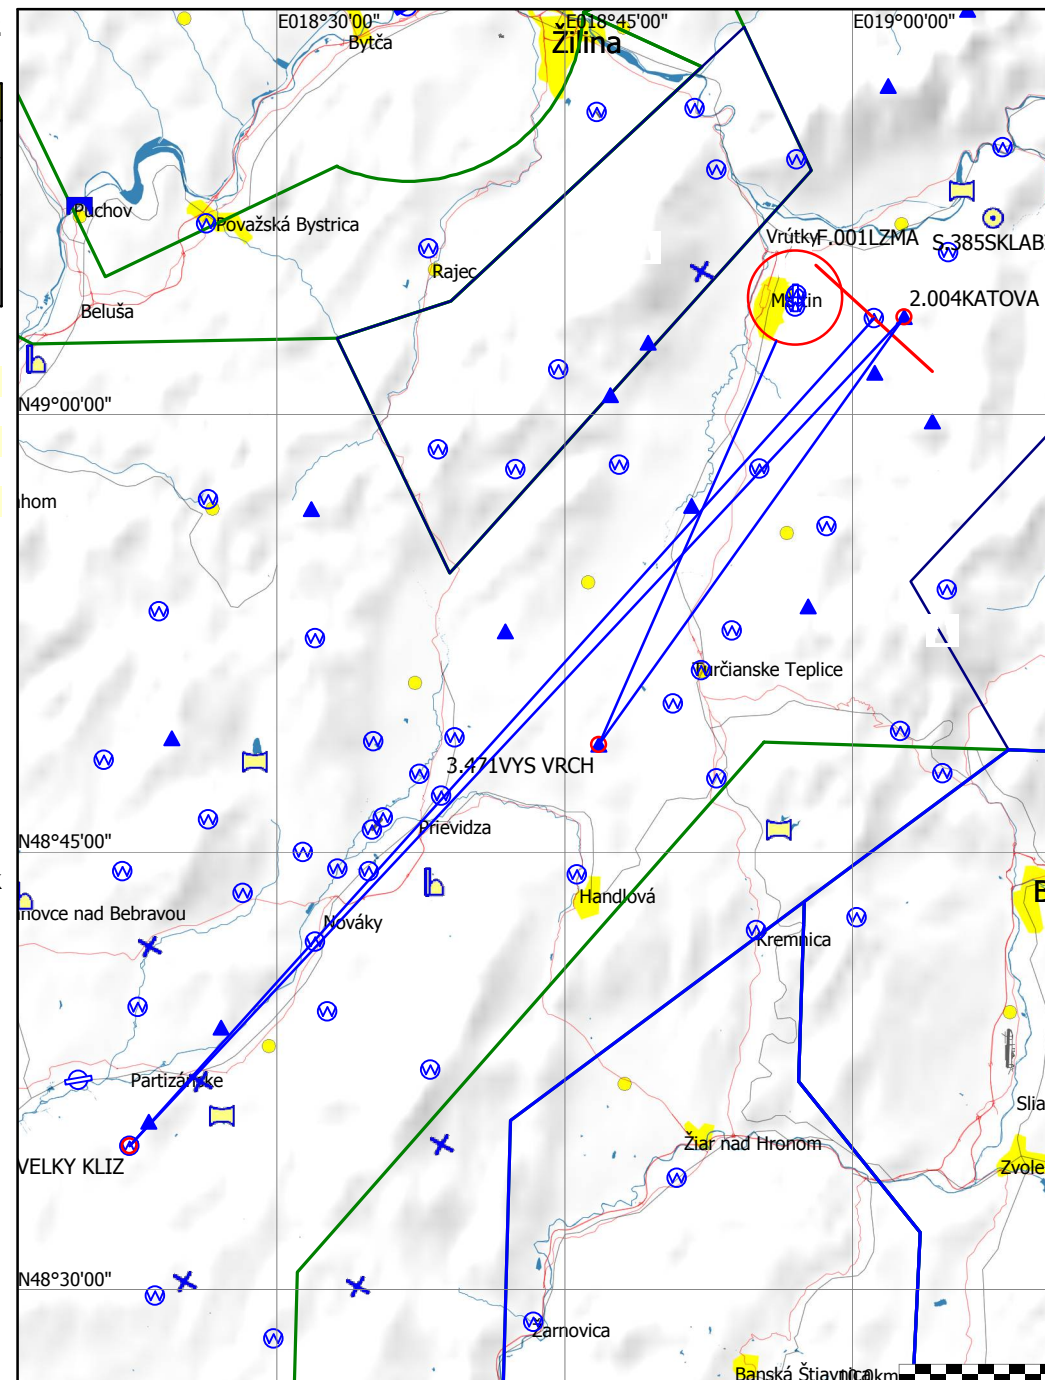 E018°30'00"
E018°45'00"
E019°00'00"
Bytča
Žilina
Púchov
Považská Bystrica
Vrútky
F.001LZMA
S.385SKLAB
Rajec
Beluša
Martin
2.004KATOVA
N49°00'00"
hom
Turčianske Teplice
3.471VYS VRCH
Prievidza
N48°45'00"
Handlová
B
novce nad Bebravou
Nováky
Kremnica
Partizánske
Slia
Žiar nad Hronom
VELKY KLIZ
Zvole
N48°30'00"
Žarnovica
Banská Štiavnica
10.0km